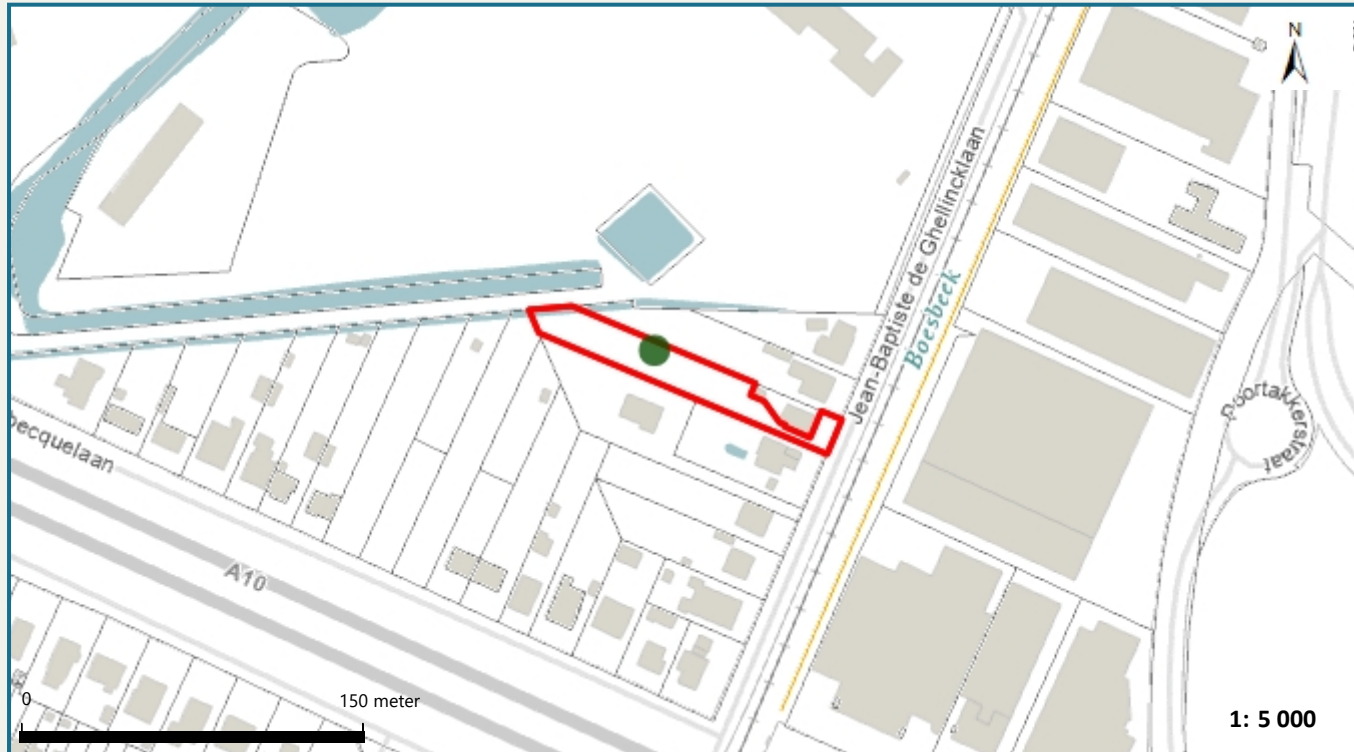 N
Jean-Baptiste de Ghellincklaan
Boesbeek
Poortakkerstraat
becquelaan
A10
0
150 meter
1: 5 000